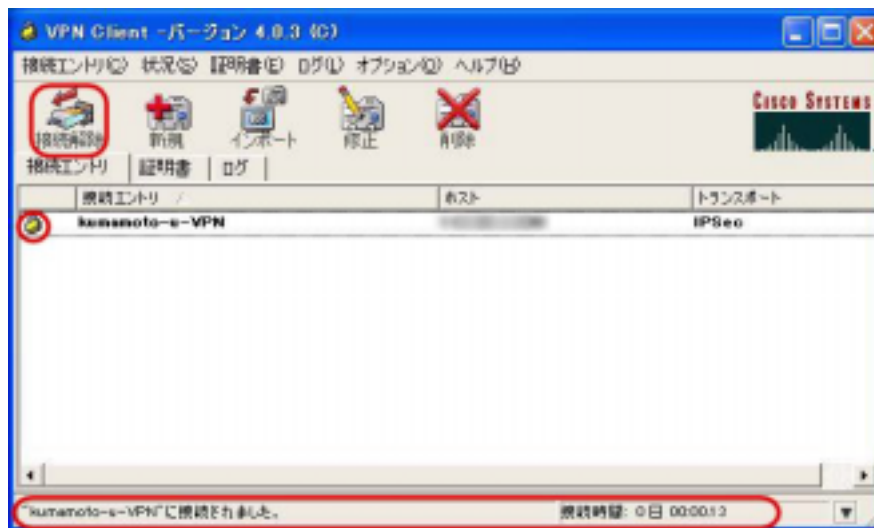 VPN Client -バージョン 4.0.3 (C)
接続エントリ(C) 状況(S) 証明書(E) ログ(L) オプション(O) ヘルプ(H)
接続解除 新規 インポート 修正 削除
CISCO SYSTEMS
接続エントリ 証明書 ログ
接続エントリ ホスト トランスポート
kumamoto-u-VPN IPSec
"kumamoto-u-VPN"に接続されました。 接続時間: 0日 00:00:13